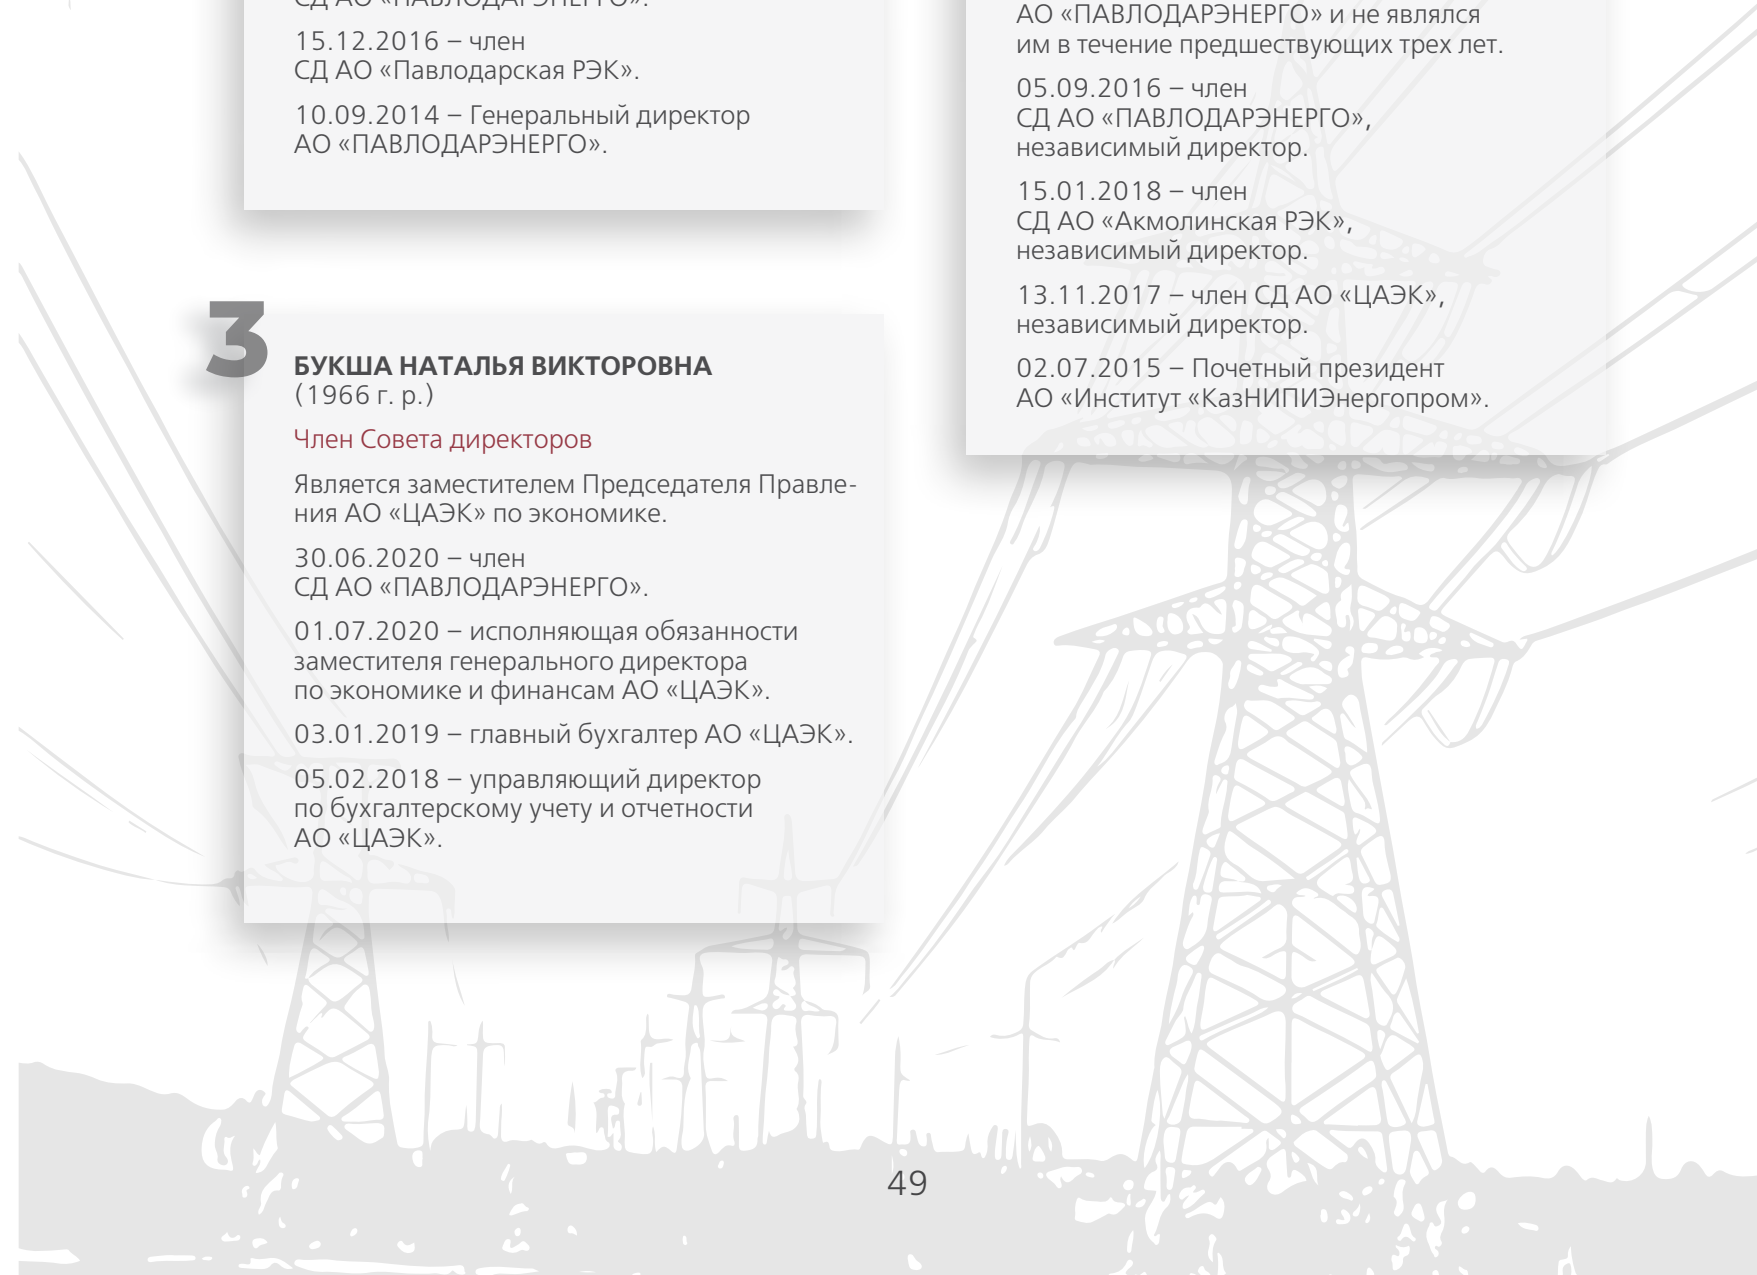 СД АО «ПАВЛОДАРЭНЕРГО».
15.12.2016 – член
СД АО «Павлодарская РЭК».
10.09.2014 – Генеральный директор
АО «ПАВЛОДАРЭНЕРГО».
3
БУКША НАТАЛЬЯ ВИКТОРОВНА
(1966 г. р.)
Член Совета директоров
Является заместителем Председателя Правле-
ния АО «ЦАЭК» по экономике.
30.06.2020 – член
СД АО «ПАВЛОДАРЭНЕРГО».
01.07.2020 – исполняющая обязанности
заместителя генерального директора
по экономике и финансам АО «ЦАЭК».
03.01.2019 – главный бухгалтер АО «ЦАЭК».
05.02.2018 – управляющий директор
по бухгалтерскому учету и отчетности
АО «ЦАЭК».
АО «ПАВЛОДАРЭНЕРГО» и не являлся
им в течение предшествующих трех лет.
05.09.2016 – член
СД АО «ПАВЛОДАРЭНЕРГО»,
независимый директор.
15.01.2018 – член
СД АО «Акмолинская РЭК»,
независимый директор.
13.11.2017 – член СД АО «ЦАЭК»,
независимый директор.
02.07.2015 – Почетный президент
АО «Институт «КазНИПИЭнергопром».
49